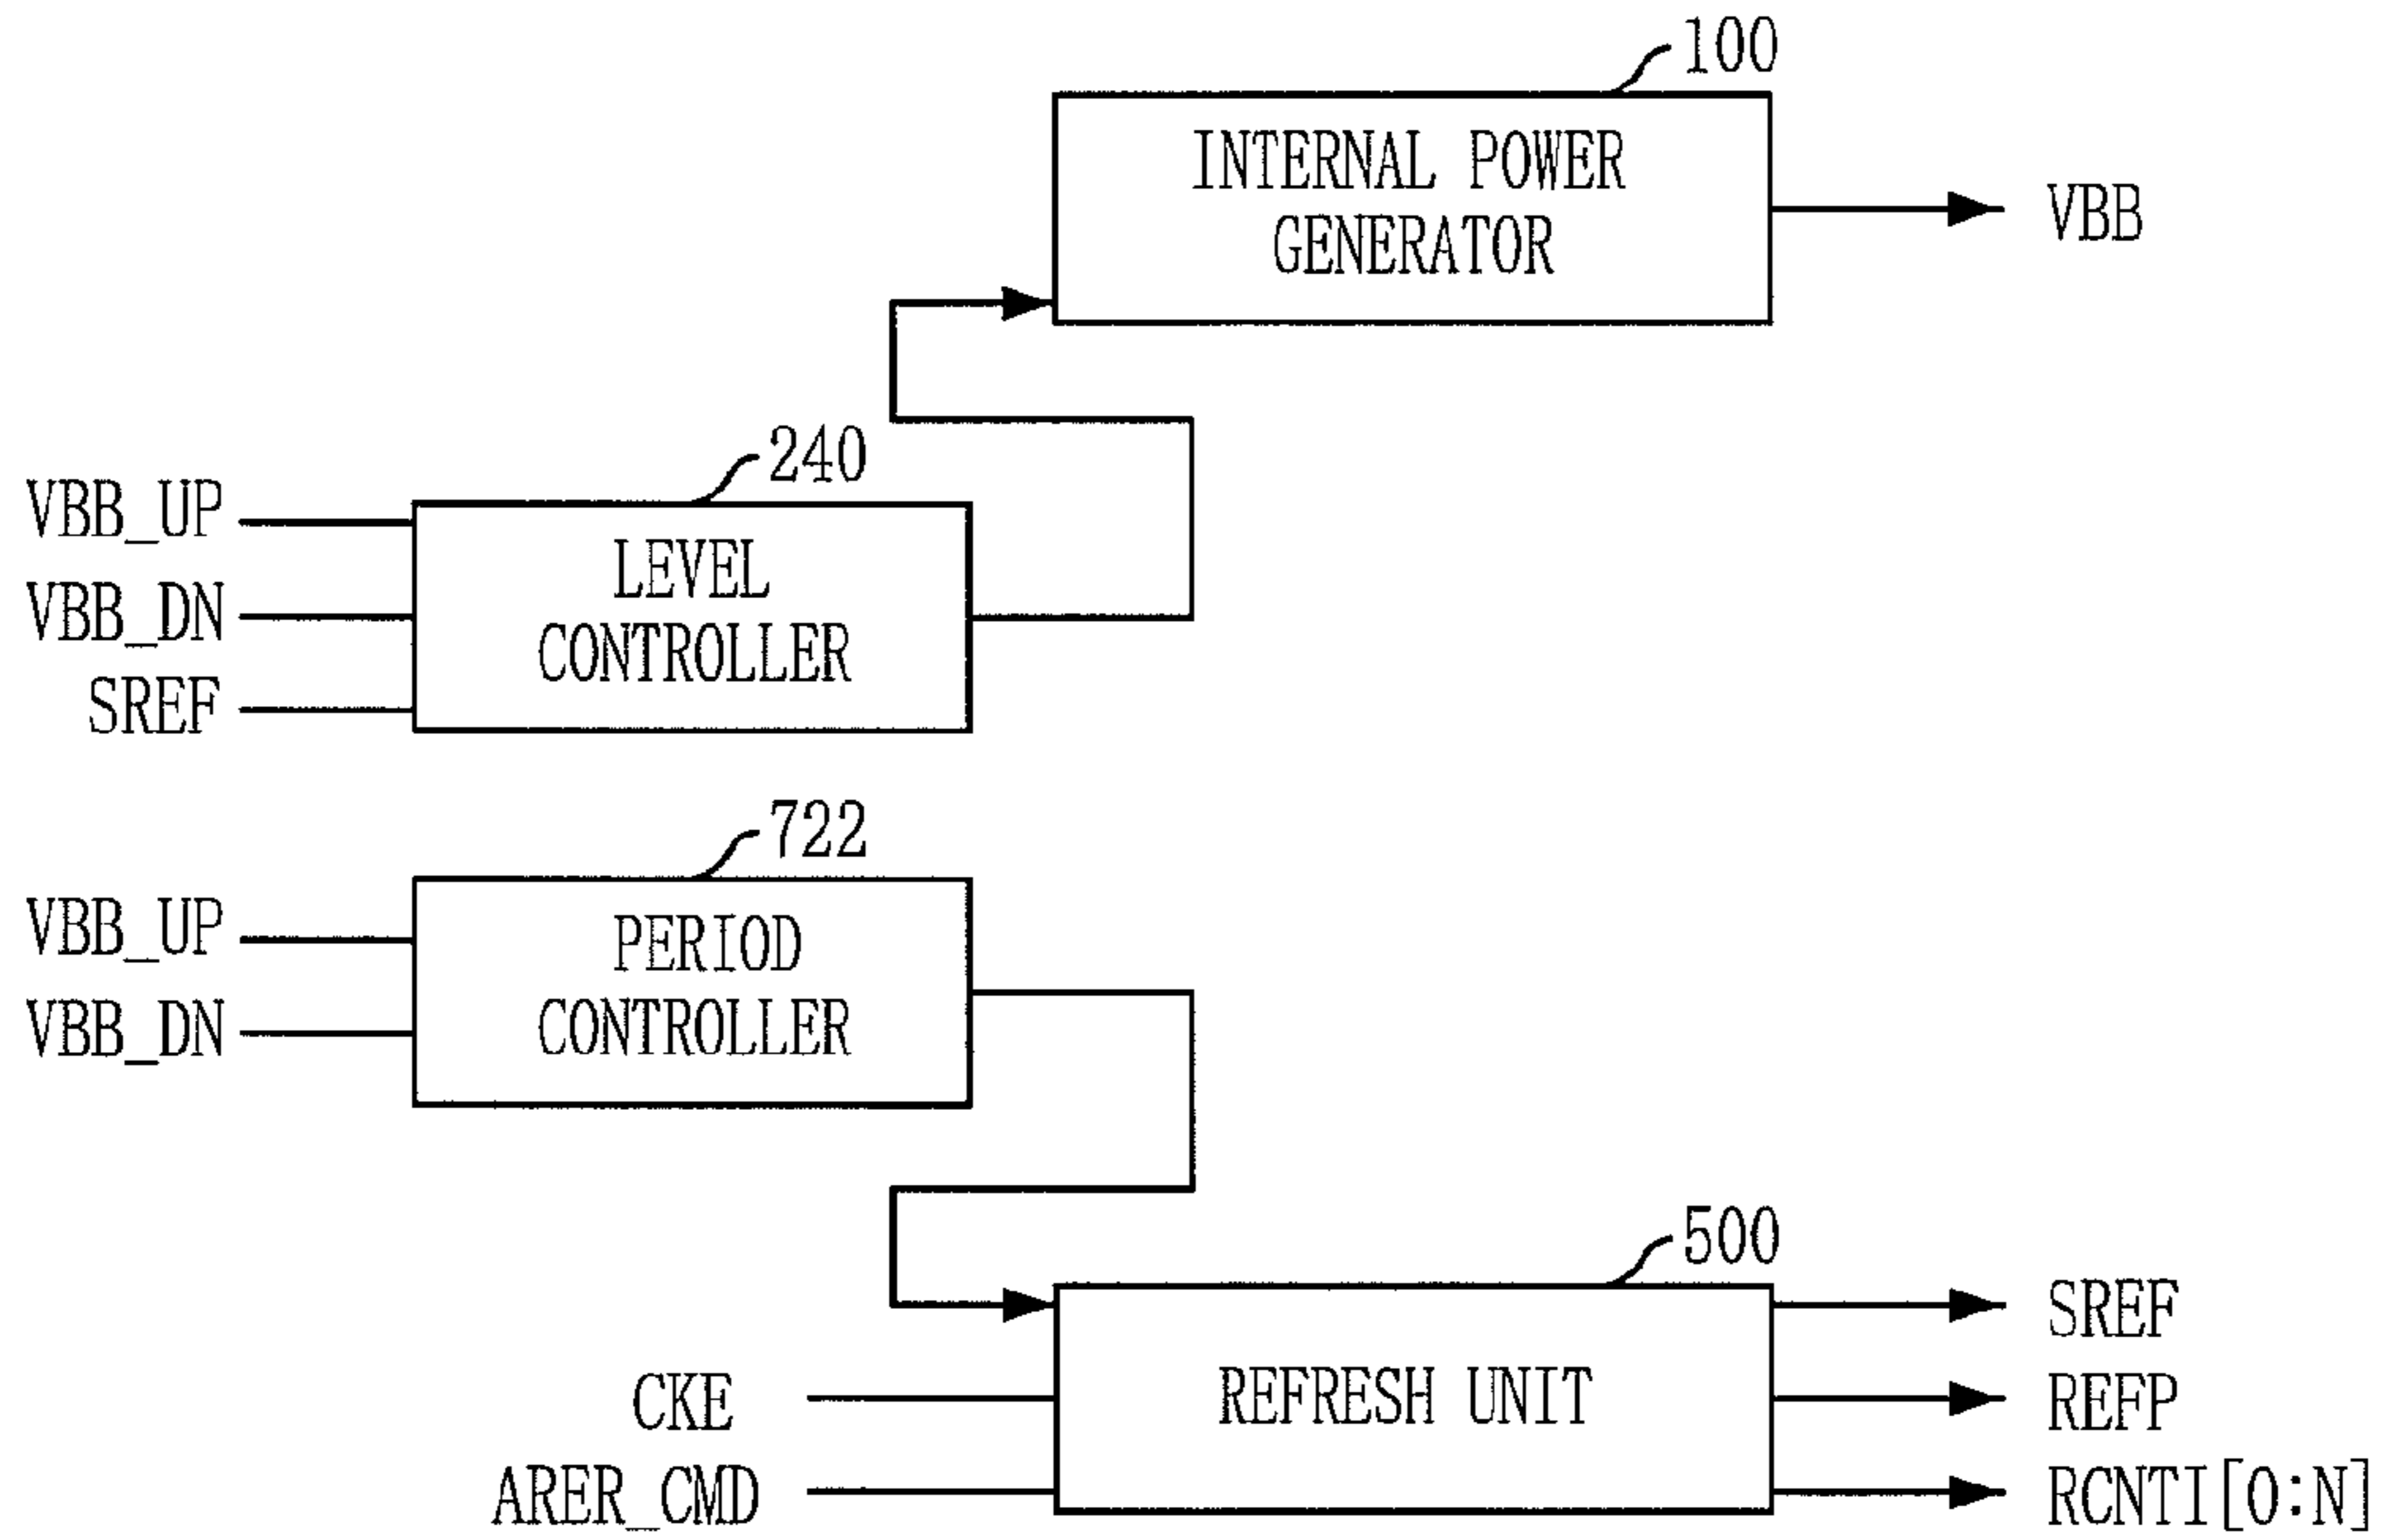 100
INTERNAL POWER
GENERATOR
VBB
240
VBB_UP
VBB_DN
SREF
LEVEL
CONTROLLER
722
VBB_UP
VBB_DN
PERIOD
CONTROLLER
500
CKE
ARER_CMD
REFRESH UNIT
SREF
REFP
RCNTI[0:N]